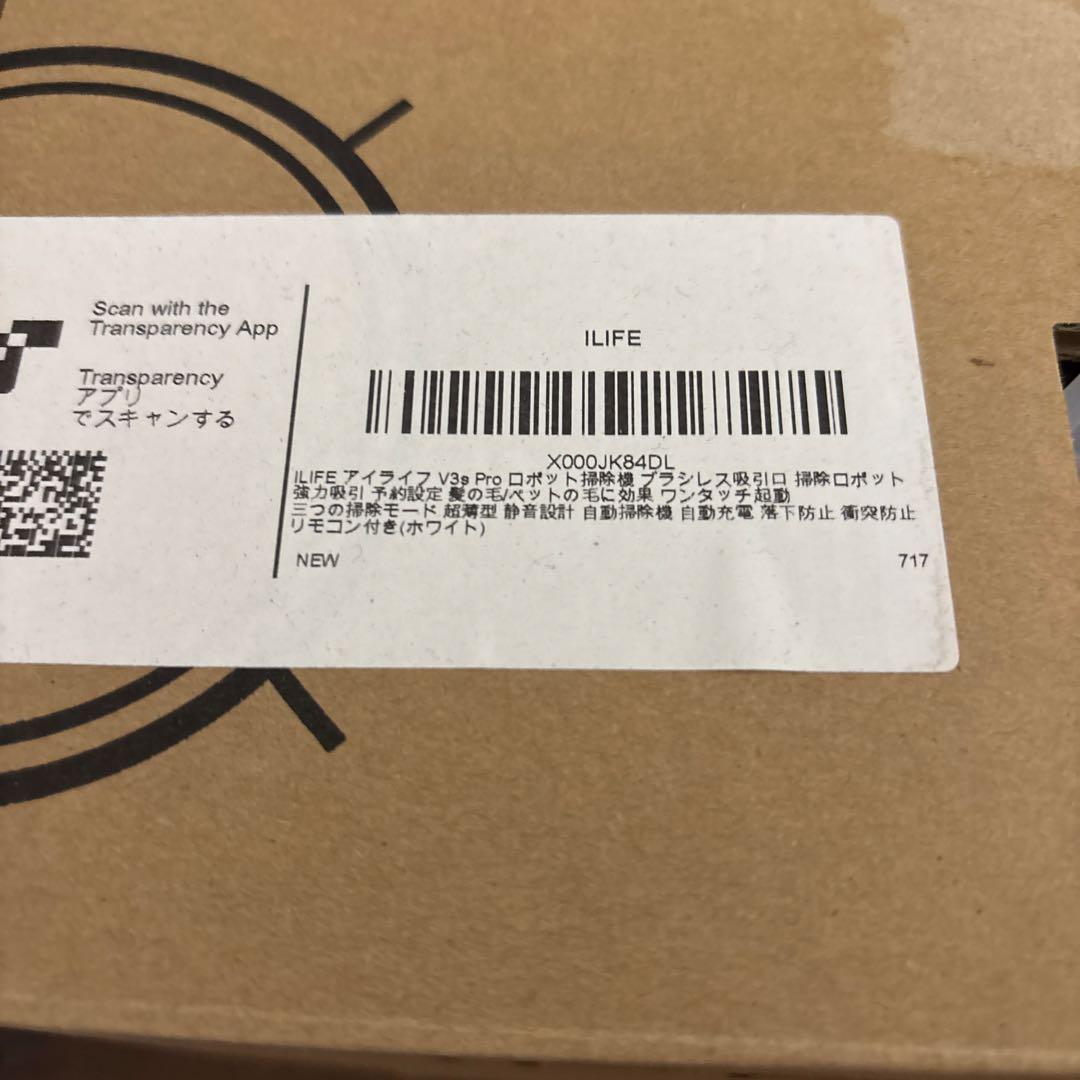 Scan with the
Transparency App
Transparency
アプリ
でスキャンする
ILIFE
X000JK84DL
ILIFE アイライフ V3s Pro ロボット掃除機 ブラシレス吸引口 掃除ロボット
強力吸引 予約設定 髪の毛/ペットの毛に効果 ワンタッチ起動
三つの掃除モード 超薄型 静音設計 自動掃除機 自動充電 落下防止 衝突防止
リモコン付き(ホワイト)
NEW
717